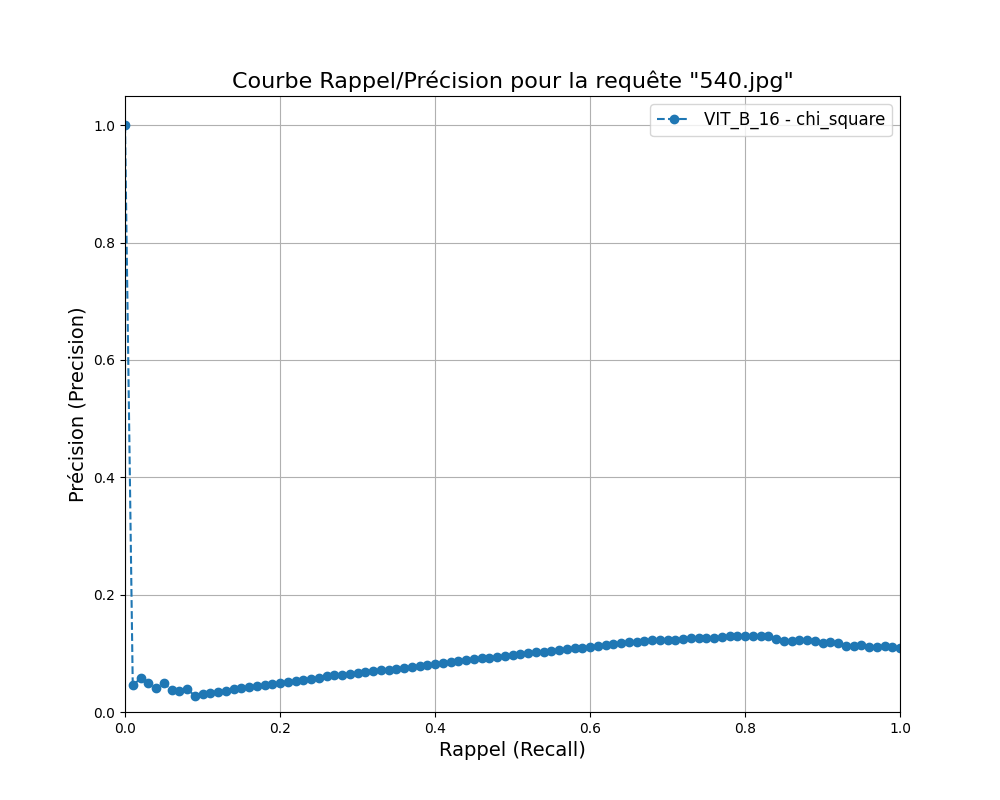 Courbe Rappel/Précision pour la requête "540.jpg"
VIT_B_16 - chi_square
1.0
0.8
0.6
0.4
0.2
0.0
Précision (Precision)
0.0 0.2 0.4 0.6 0.8 1.0
Rappel (Recall)